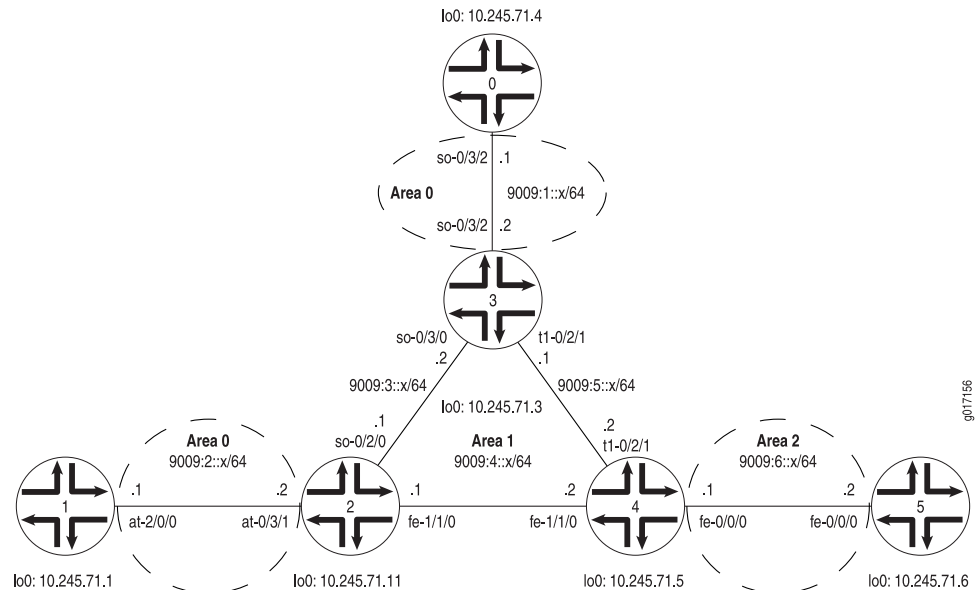 lo0: 10.245.71.4
0
so-0/3/2 .1
Area 0 9009:1::x/64
so-0/3/2 .2
3
so-0/3/0 t1-0/2/1
.2 .1
9009:3::x/64 9009:5::x/64
lo0: 10.245.71.3
.1 .2
so-0/2/0 t1-0/2/1
Area 0 Area 1 Area 2
9009:2::x/64 9009:4::x/64 9009:6::x/64
1 .1 .2 2 .1 .2 4 .1 .2 5
at-2/0/0 at-0/3/1 fe-1/1/0 fe-1/1/0 fe-0/0/0 fe-0/0/0
lo0: 10.245.71.1 lo0: 10.245.71.11 lo0: 10.245.71.5 lo0: 10.245.71.6
g017156